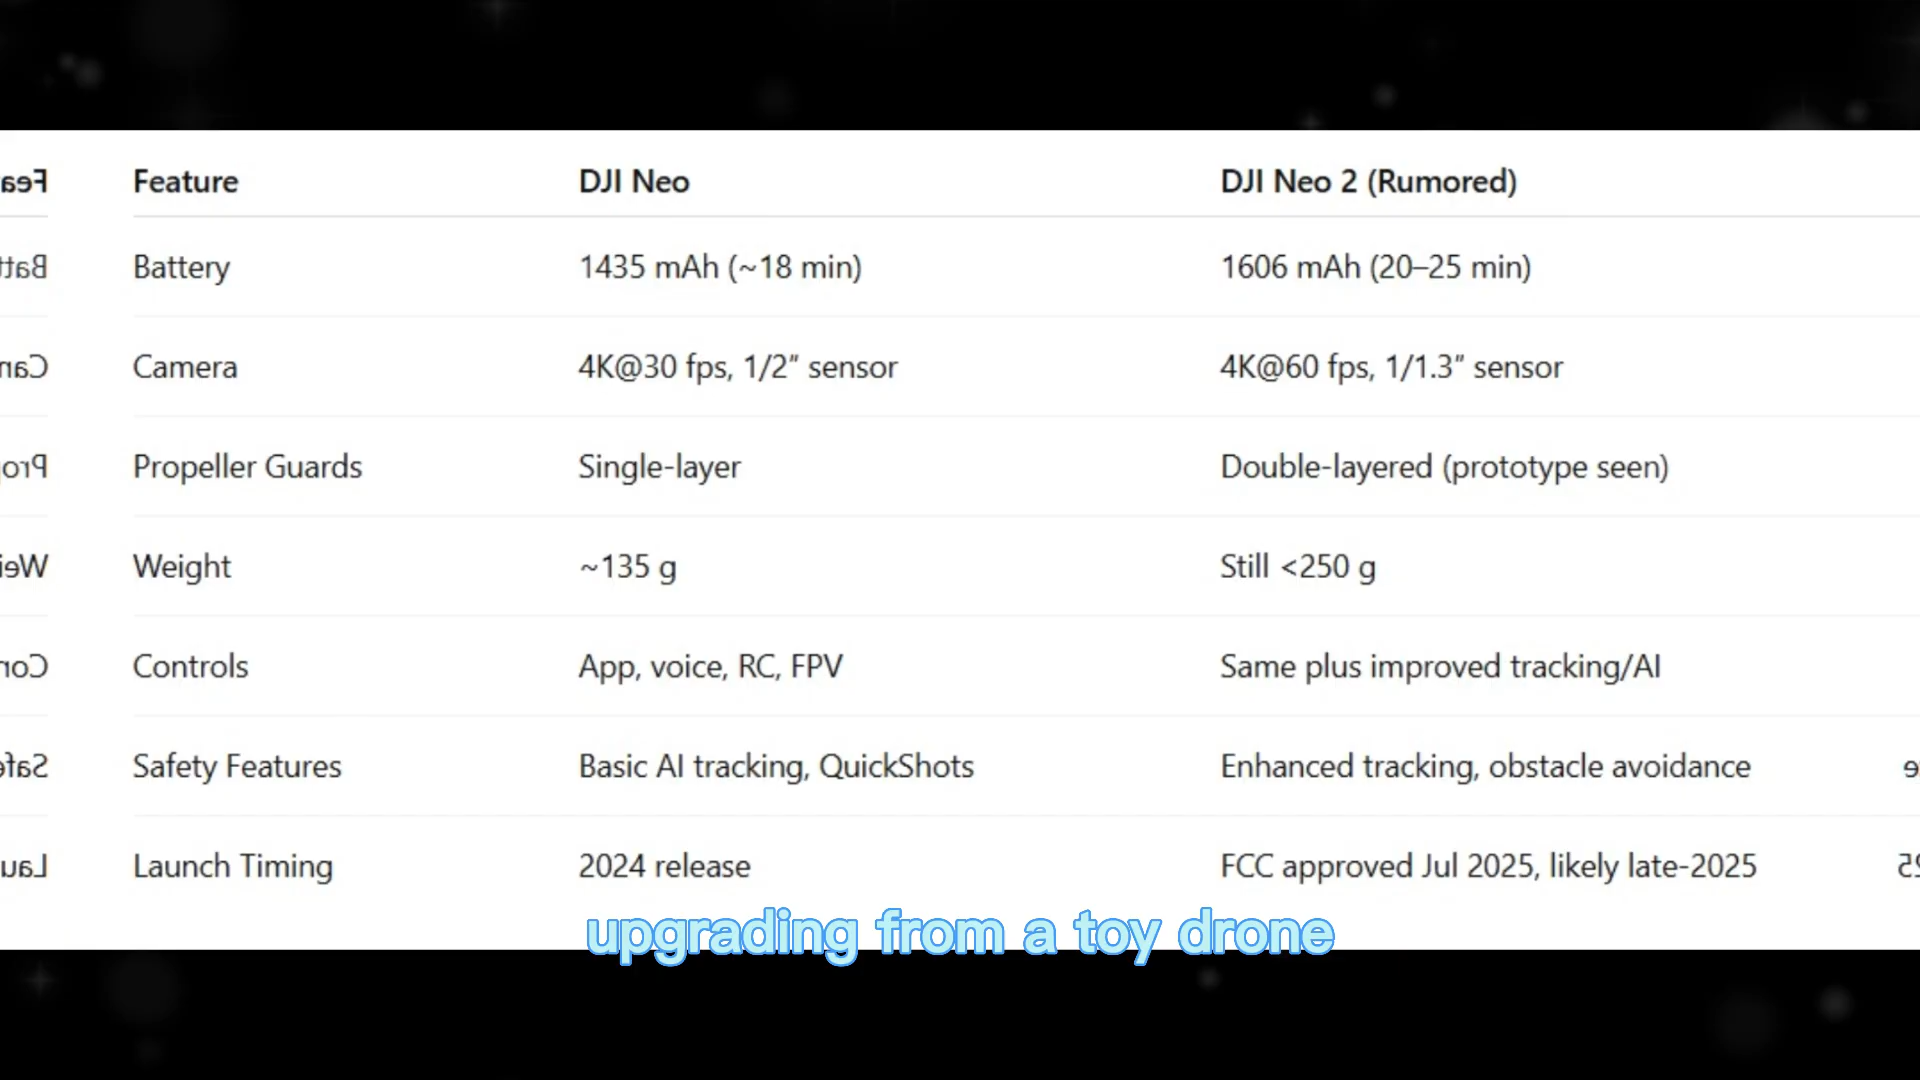 Feature DJI Neo DJI Neo 2 (Rumored)
Battery 1435 mAh (~18 min) 1606 mAh (20–25 min)
Camera 4K@30 fps, 1/2″ sensor 4K@60 fps, 1/1.3″ sensor
Propeller Guards Single-layer Double-layered (prototype seen)
Weight ~135 g Still <250 g
Controls App, voice, RC, FPV Same plus improved tracking/AI
Safety Features Basic AI tracking, QuickShots Enhanced tracking, obstacle avoidance
Launch Timing 2024 release FCC approved Jul 2025, likely late-2025
upgrading from a toy drone